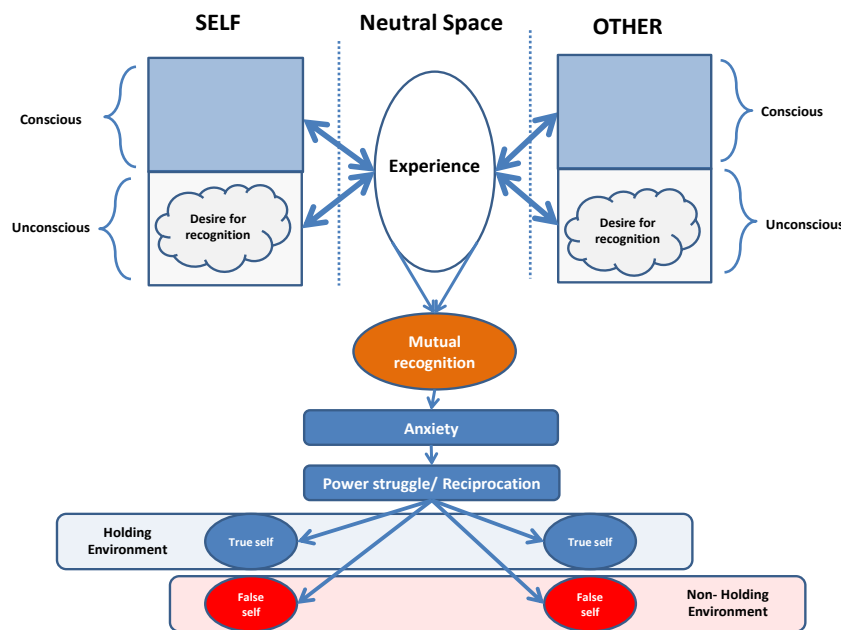 SELF
Neutral Space
OTHER
Conscious
Conscious
Experience
Unconscious
Desire for
recognition
Desire for
recognition
Unconscious
Mutual
recognition
Anxiety
Power struggle/ Reciprocation
Holding
Environment
True self
True self
False
self
False
self
Non- Holding
Environment